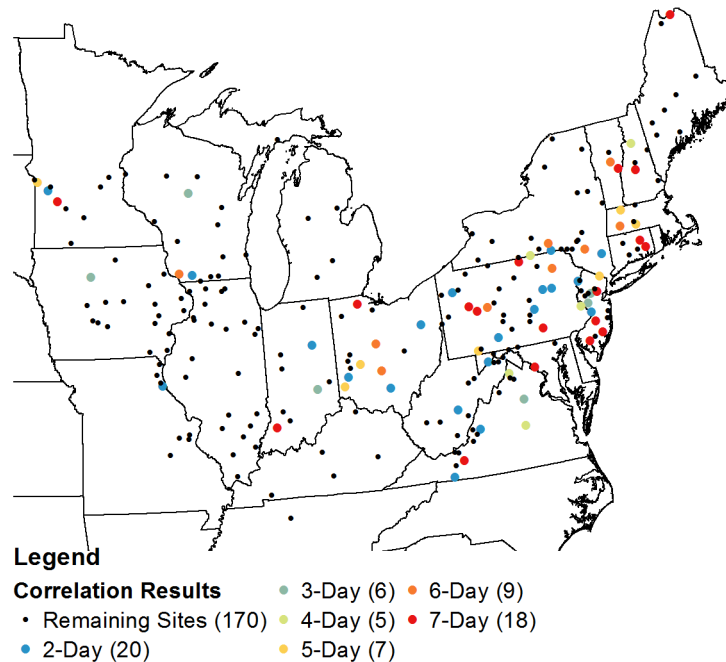 Legend
Correlation Results
• Remaining Sites (170)
2-Day (20)
3-Day (6)
4-Day (5)
5-Day (7)
6-Day (9)
7-Day (18)